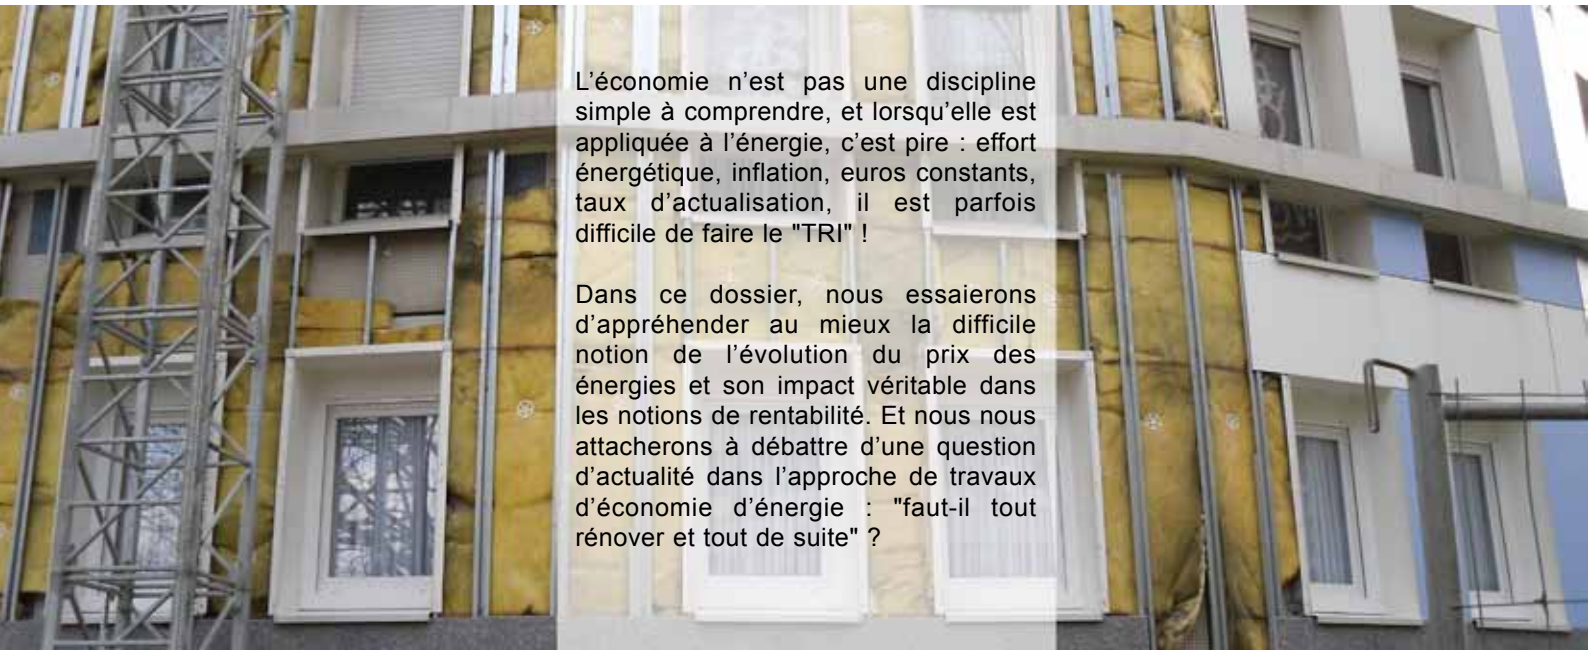 L’économie n’est pas une discipline
simple à comprendre, et lorsqu’elle est
appliquée à l’énergie, c’est pire : effort
énergétique, inflation, euros constants,
taux d’actualisation, il est parfois
difficile de faire le "TRI" !
Dans ce dossier, nous essaierons
d’appréhender au mieux la difficile
notion de l’évolution du prix des
énergies et son impact véritable dans
les notions de rentabilité. Et nous nous
attacherons à débattre d’une question
d’actualité dans l’approche de travaux
d’économie d’énergie : "faut-il tout
rénover et tout de suite" ?